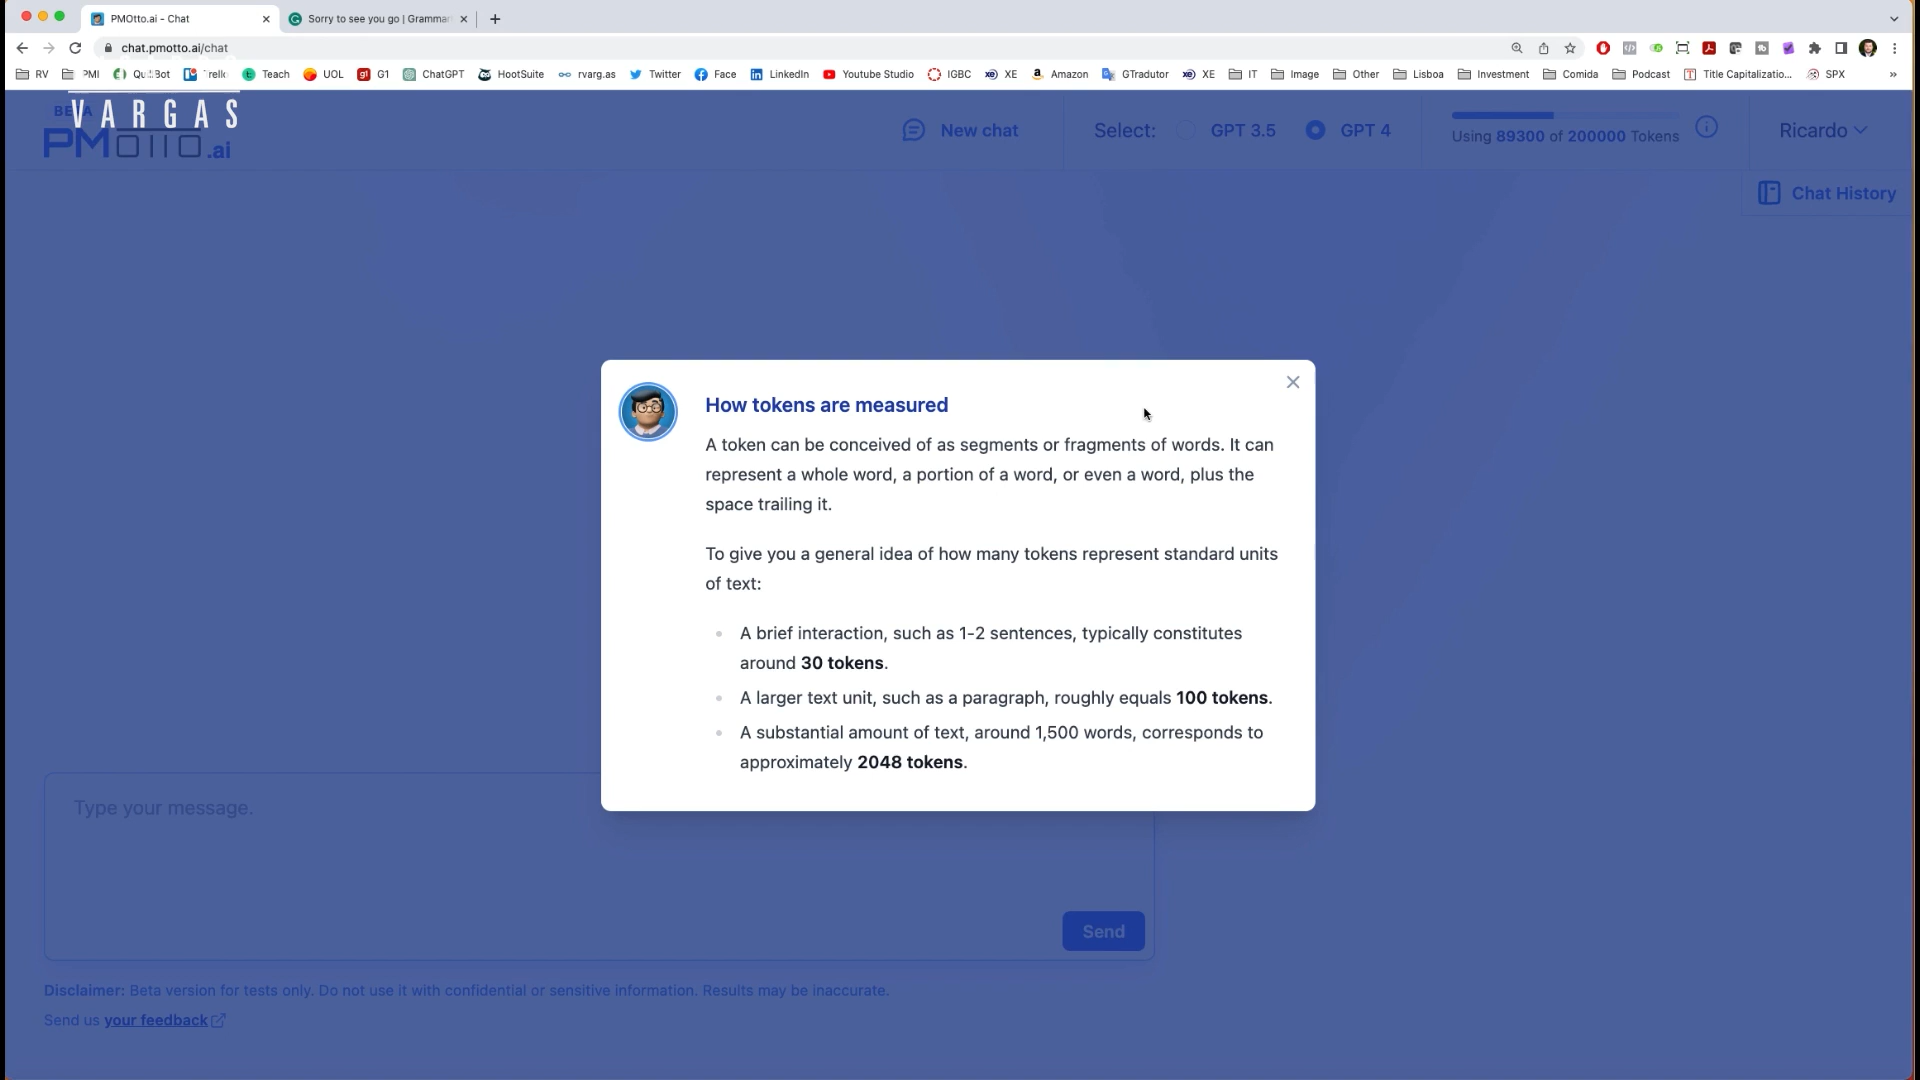 PMOtto.ai - Chat
Sorry to see you go | Gramma
chat.pmotto.ai/chat
RV
PMI
Trello
Teach
UOL
G1
ChatGPT
HootSuite
rvarg.as
Twitter
Face
LinkedIn
Youtube Studio
IGBC
XE
Amazon
GTradutor
XE
IT
Image
Other
Lisboa
Investment
Comida
Podcast
Title Capitalizatio...
SPX
»
VARGAS
BETA
PMOTTO.ai
New chat
Select:
GPT 3.5
GPT 4
Using 89300 of 200000 Tokens
Ricardo
Chat History
How tokens are measured
A token can be conceived of as segments or fragments of words. It can
represent a whole word, a portion of a word, or even a word, plus the
space trailing it.
To give you a general idea of how many tokens represent standard units
of text:
A brief interaction, such as 1-2 sentences, typically constitutes
around 30 tokens.
A larger text unit, such as a paragraph, roughly equals 100 tokens.
A substantial amount of text, around 1,500 words, corresponds to
approximately 2048 tokens.
Type your message.
Send
Disclaimer: Beta version for tests only. Do not use it with confidential or sensitive information. Results may be inaccurate.
Send us your feedback